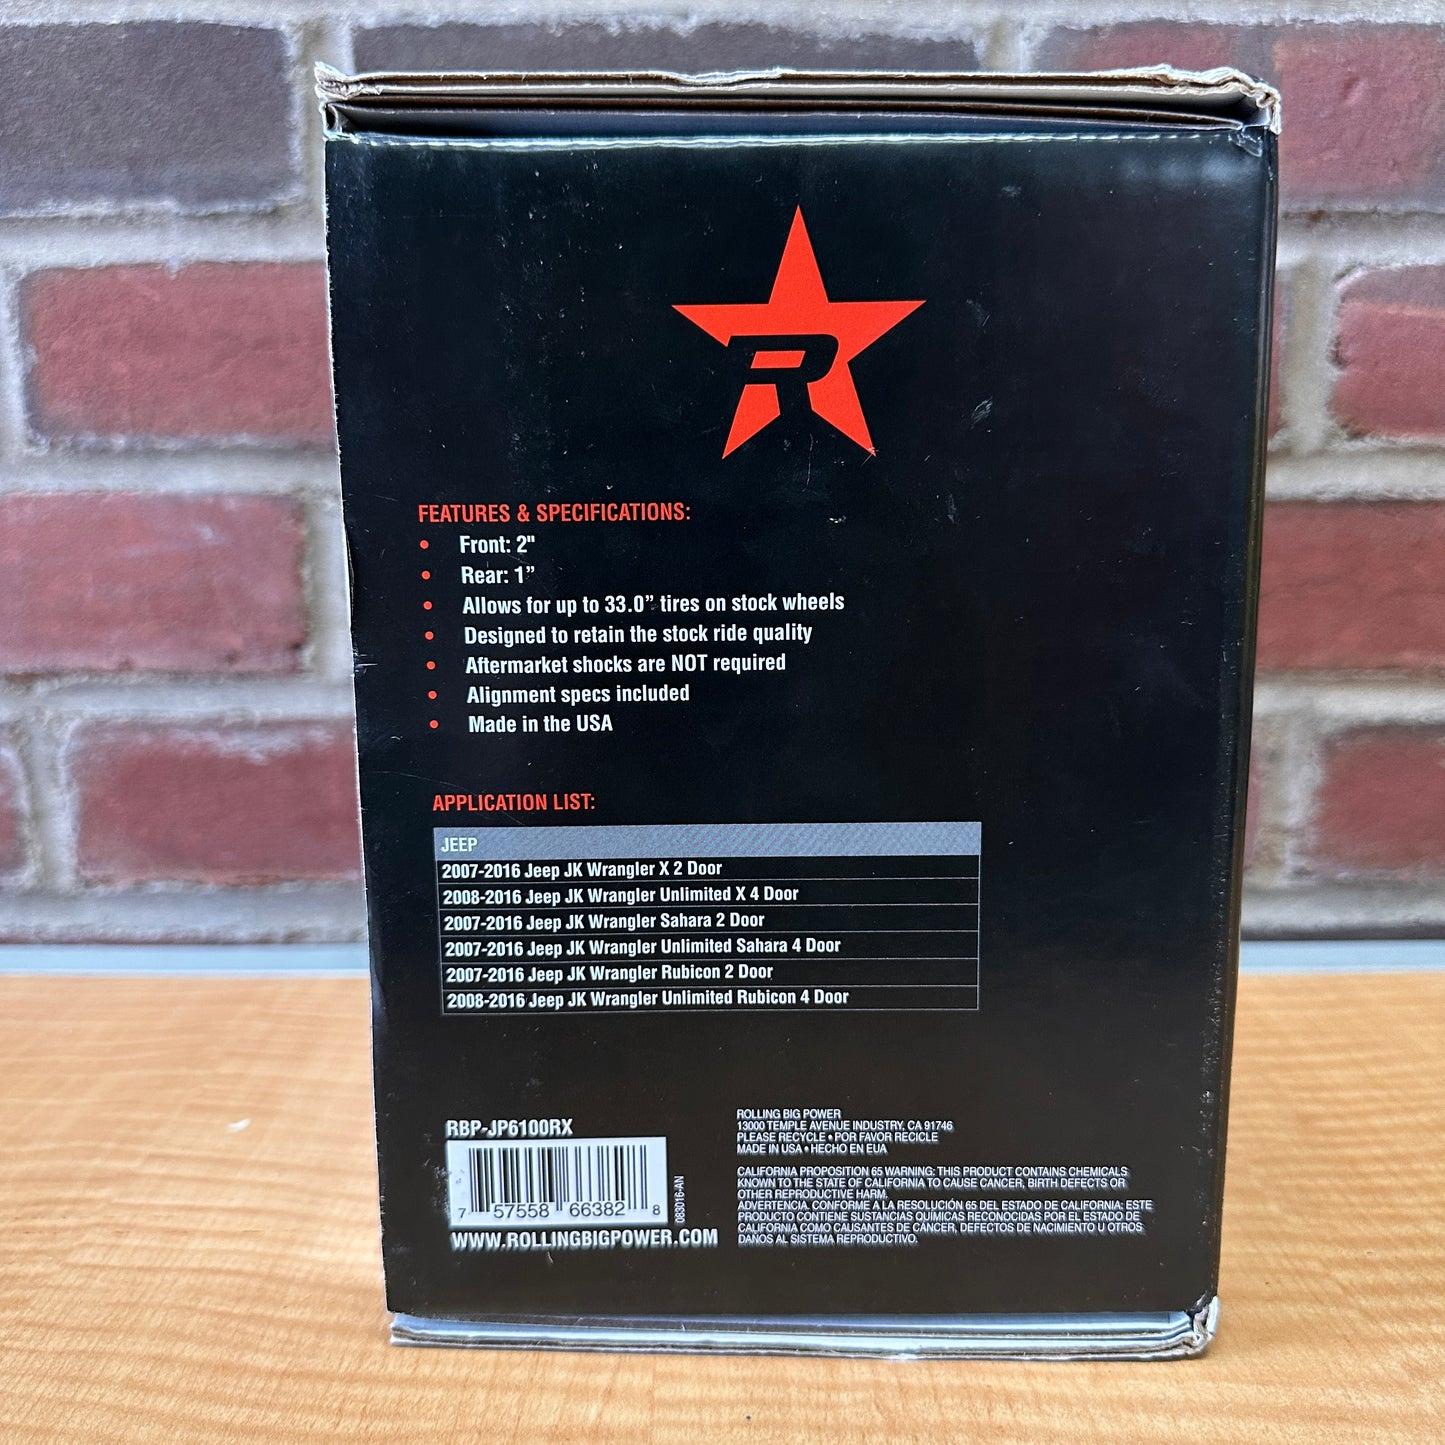 R
FEATURES & SPECIFICATIONS:
• Front: 2"
• Rear: 1”
• Allows for up to 33.0” tires on stock wheels
• Designed to retain the stock ride quality
• Aftermarket shocks are NOT required
• Alignment specs included
• Made in the USA
APPLICATION LIST:
JEEP
2007-2016 Jeep JK Wrangler X 2 Door
2008-2016 Jeep JK Wrangler Unlimited X 4 Door
2007-2016 Jeep JK Wrangler Sahara 2 Door
2007-2016 Jeep JK Wrangler Unlimited Sahara 4 Door
2007-2016 Jeep JK Wrangler Rubicon 2 Door
2008-2016 Jeep JK Wrangler Unlimited Rubicon 4 Door
RBP-JP6100RX
7 57558 66382 8
083016-AN
WWW.ROLLINGBIGPOWER.COM
ROLLING BIG POWER
13000 TEMPLE AVENUE INDUSTRY, CA 91746
PLEASE RECYCLE • POR FAVOR RECICLE
MADE IN USA • HECHO EN EUA
CALIFORNIA PROPOSITION 65 WARNING: THIS PRODUCT CONTAINS CHEMICALS
KNOWN TO THE STATE OF CALIFORNIA TO CAUSE CANCER, BIRTH DEFECTS OR
OTHER REPRODUCTIVE HARM.
ADVERTENCIA. CONFORME A LA RESOLUCIÓN 65 DEL ESTADO DE CALIFORNIA: ESTE
PRODUCTO CONTIENE SUSTANCIAS QUIMICAS RECONOCIDAS POR EL ESTADO DE
CALIFORNIA COMO CAUSANTES DE CÁNCER, DEFECTOS DE NACIMIENTO U OTROS
DAÑOS AL SISTEMA REPRODUCTIVO.